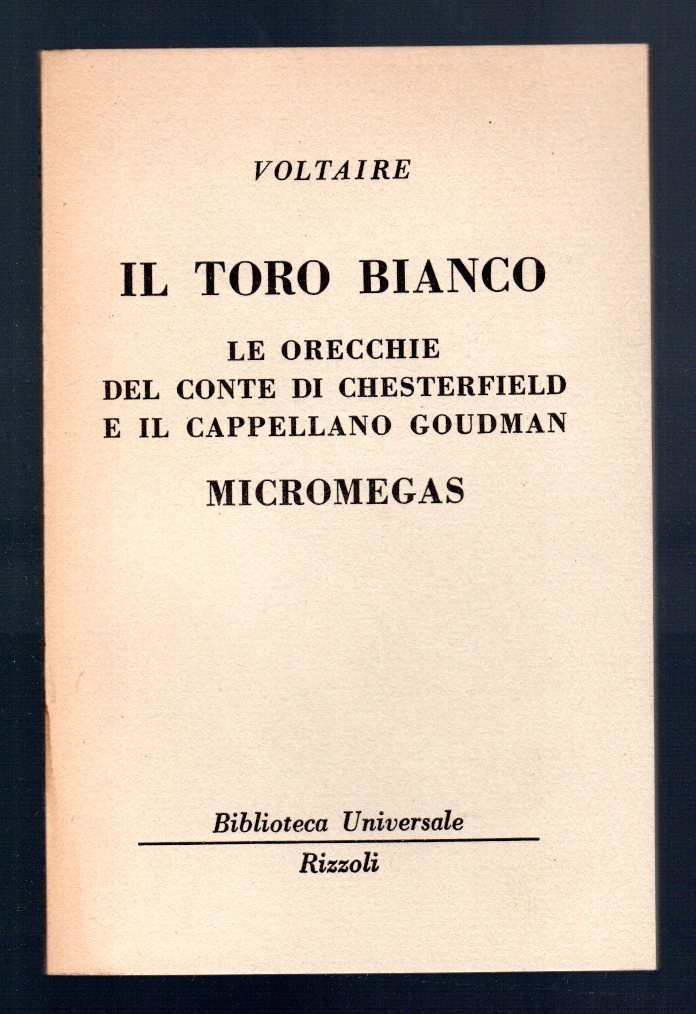 VOLTAIRE
IL TORO BIANCO
LE ORECCHIE
DEL CONTE DI CHESTERFIELD
E IL CAPPELLANO GOUDMAN
MICROMEGAS
Biblioteca Universale
Rizzoli